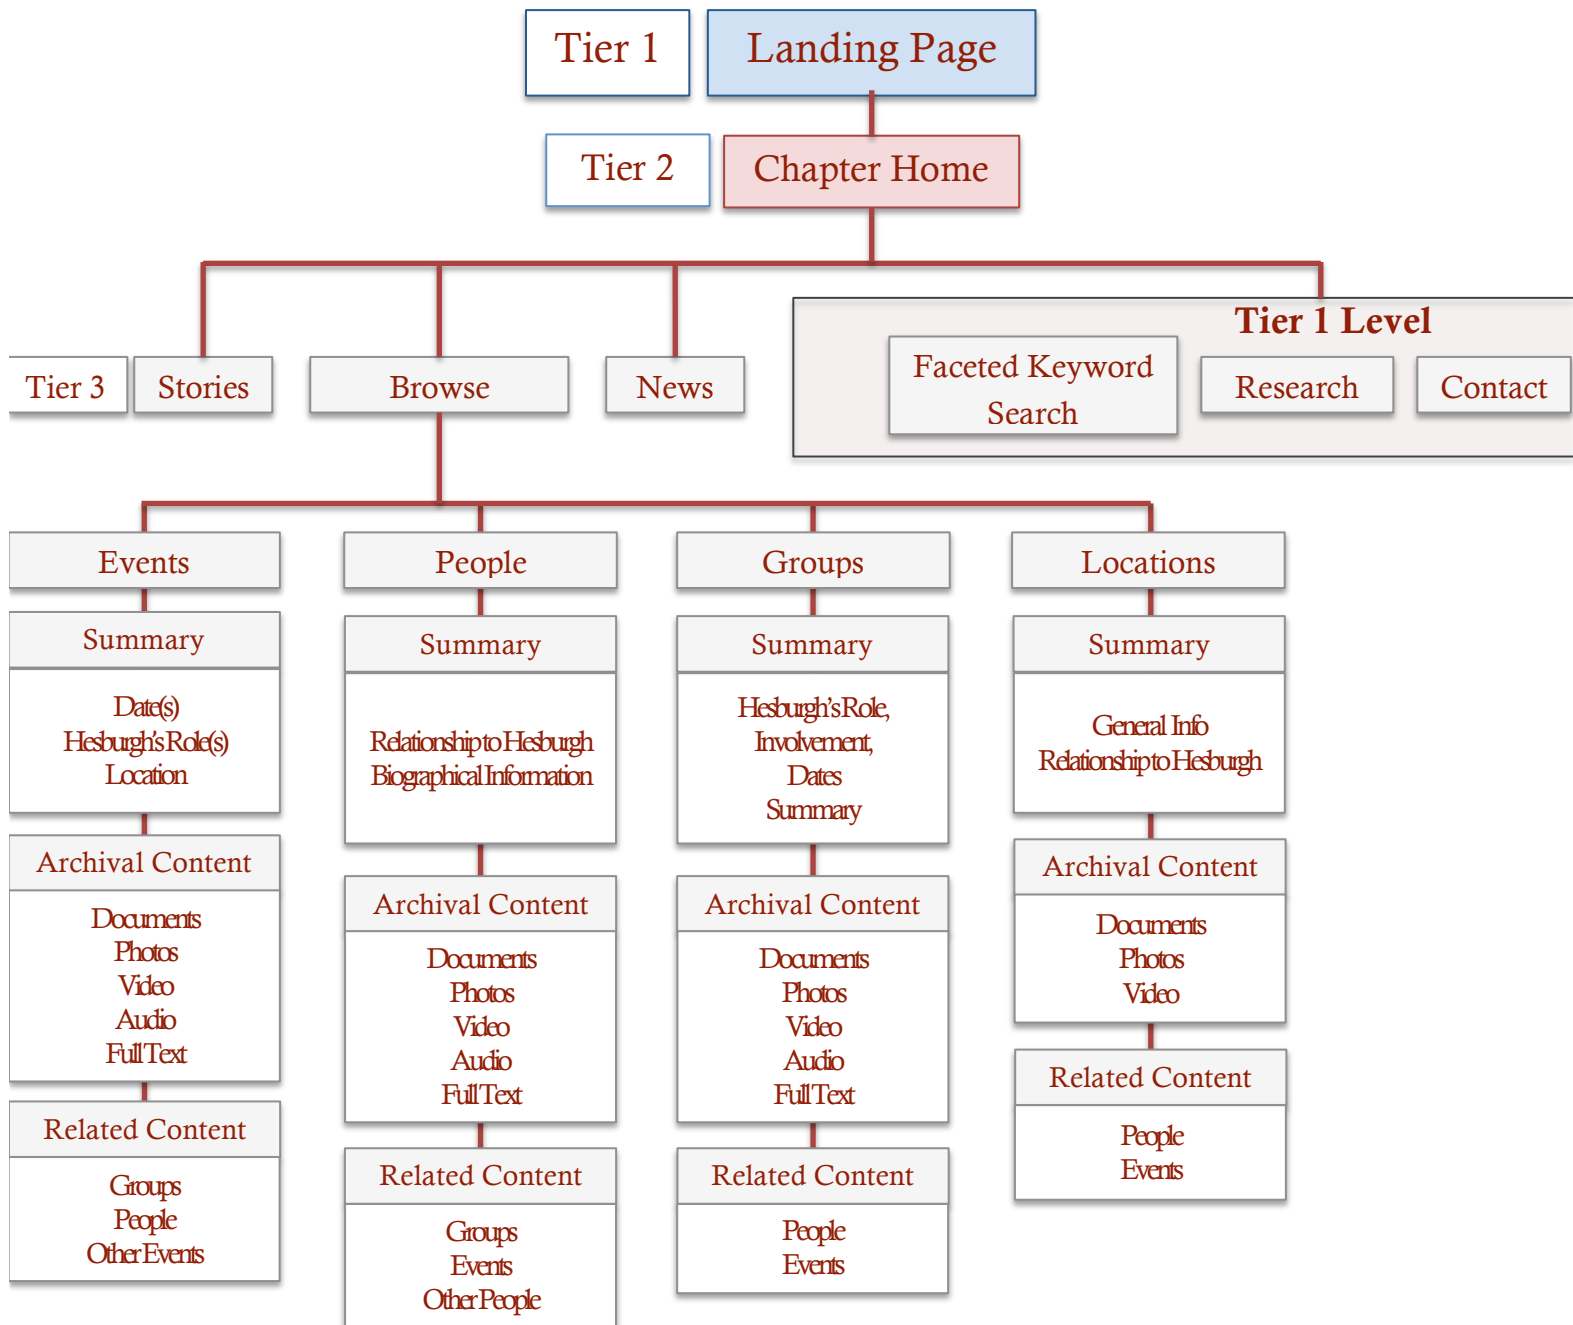 Tier 1
Landing Page
Tier 2
Chapter Home
Tier 3
Stories
Browse
News
Tier 1 Level
Faceted Keyword
Search
Research
Contact
Events
Summary
Date(s)
Hesburgh's Role(s)
Location
Archival Content
Documents
Photos
Video
Audio
Full Text
Related Content
Groups
People
Other Events
People
Summary
Relationship to Hesburgh
Biographical Information
Archival Content
Documents
Photos
Video
Audio
Full Text
Related Content
Groups
Events
Other People
Groups
Summary
Hesburgh's Role,
Involvement,
Dates
Summary
Archival Content
Documents
Photos
Video
Audio
Full Text
Related Content
People
Events
Locations
Summary
General Info
Relationship to Hesburgh
Archival Content
Documents
Photos
Video
Related Content
People
Events